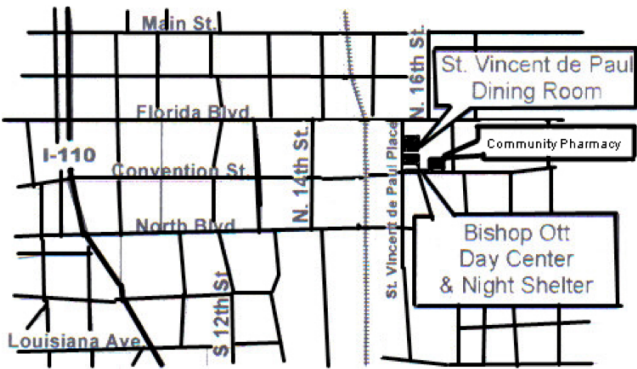 Main St.
N. 16th St.
St. Vincent de Paul
Dining Room
Florida Blvd.
Community Pharmacy
I-110
Convention St.
N. 14th St.
St. Vincent de Paul Place
North Blvd
Bishop Ott
Day Center
& Night Shelter
S 12th St
Louisiana Ave